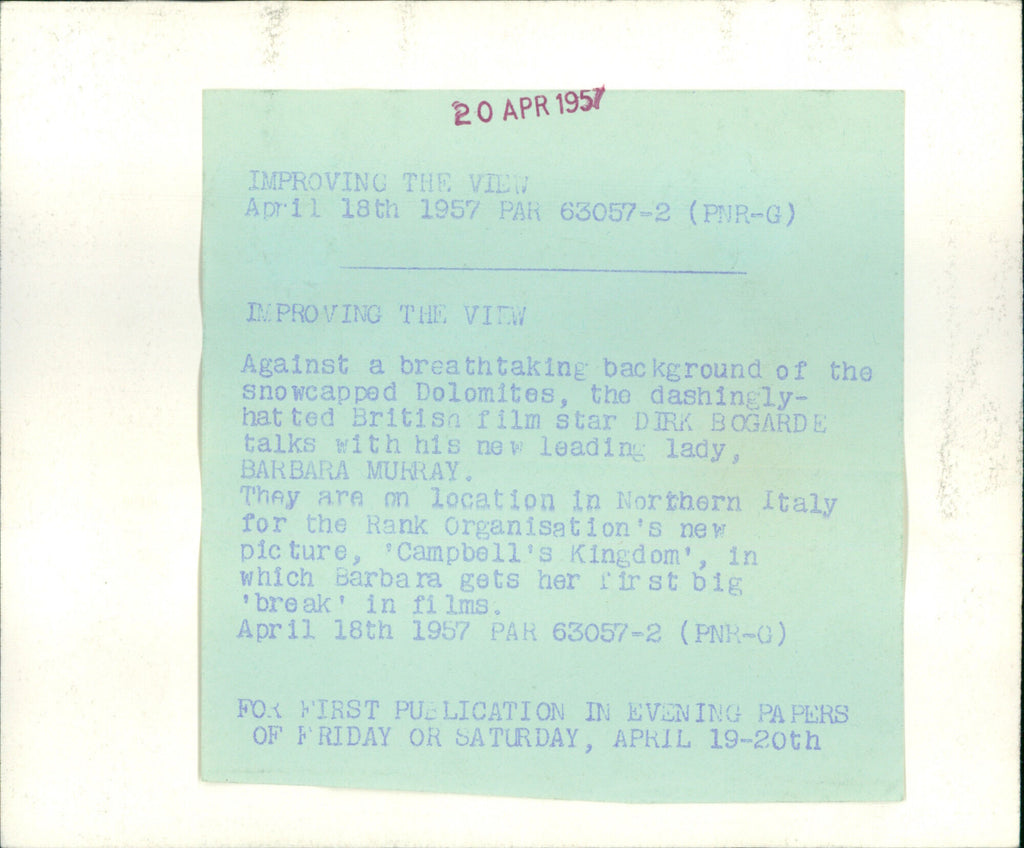 20 APR 1957
IMPROVING THE VIEW
April 18th 1957 PAR 63057-2 (PNR-G)
IMPROVING THE VIEW
Against a breathtaking background of the
snowcapped Dolomites, the dashingly-
hatted British film star DIRK BOGARDE
talks with his new leading lady,
BARBARA MURRAY.
They are on location in Northern Italy
for the Rank Organisation's new
picture, 'Campbell's Kingdom', in
which Barbara gets her first big
'break' in films.
April 18th 1957 PAR 63057-2 (PNR-G)
FOR FIRST PUBLICATION IN EVENING PAPERS
OF FRIDAY OR SATURDAY, APRIL 19-20th